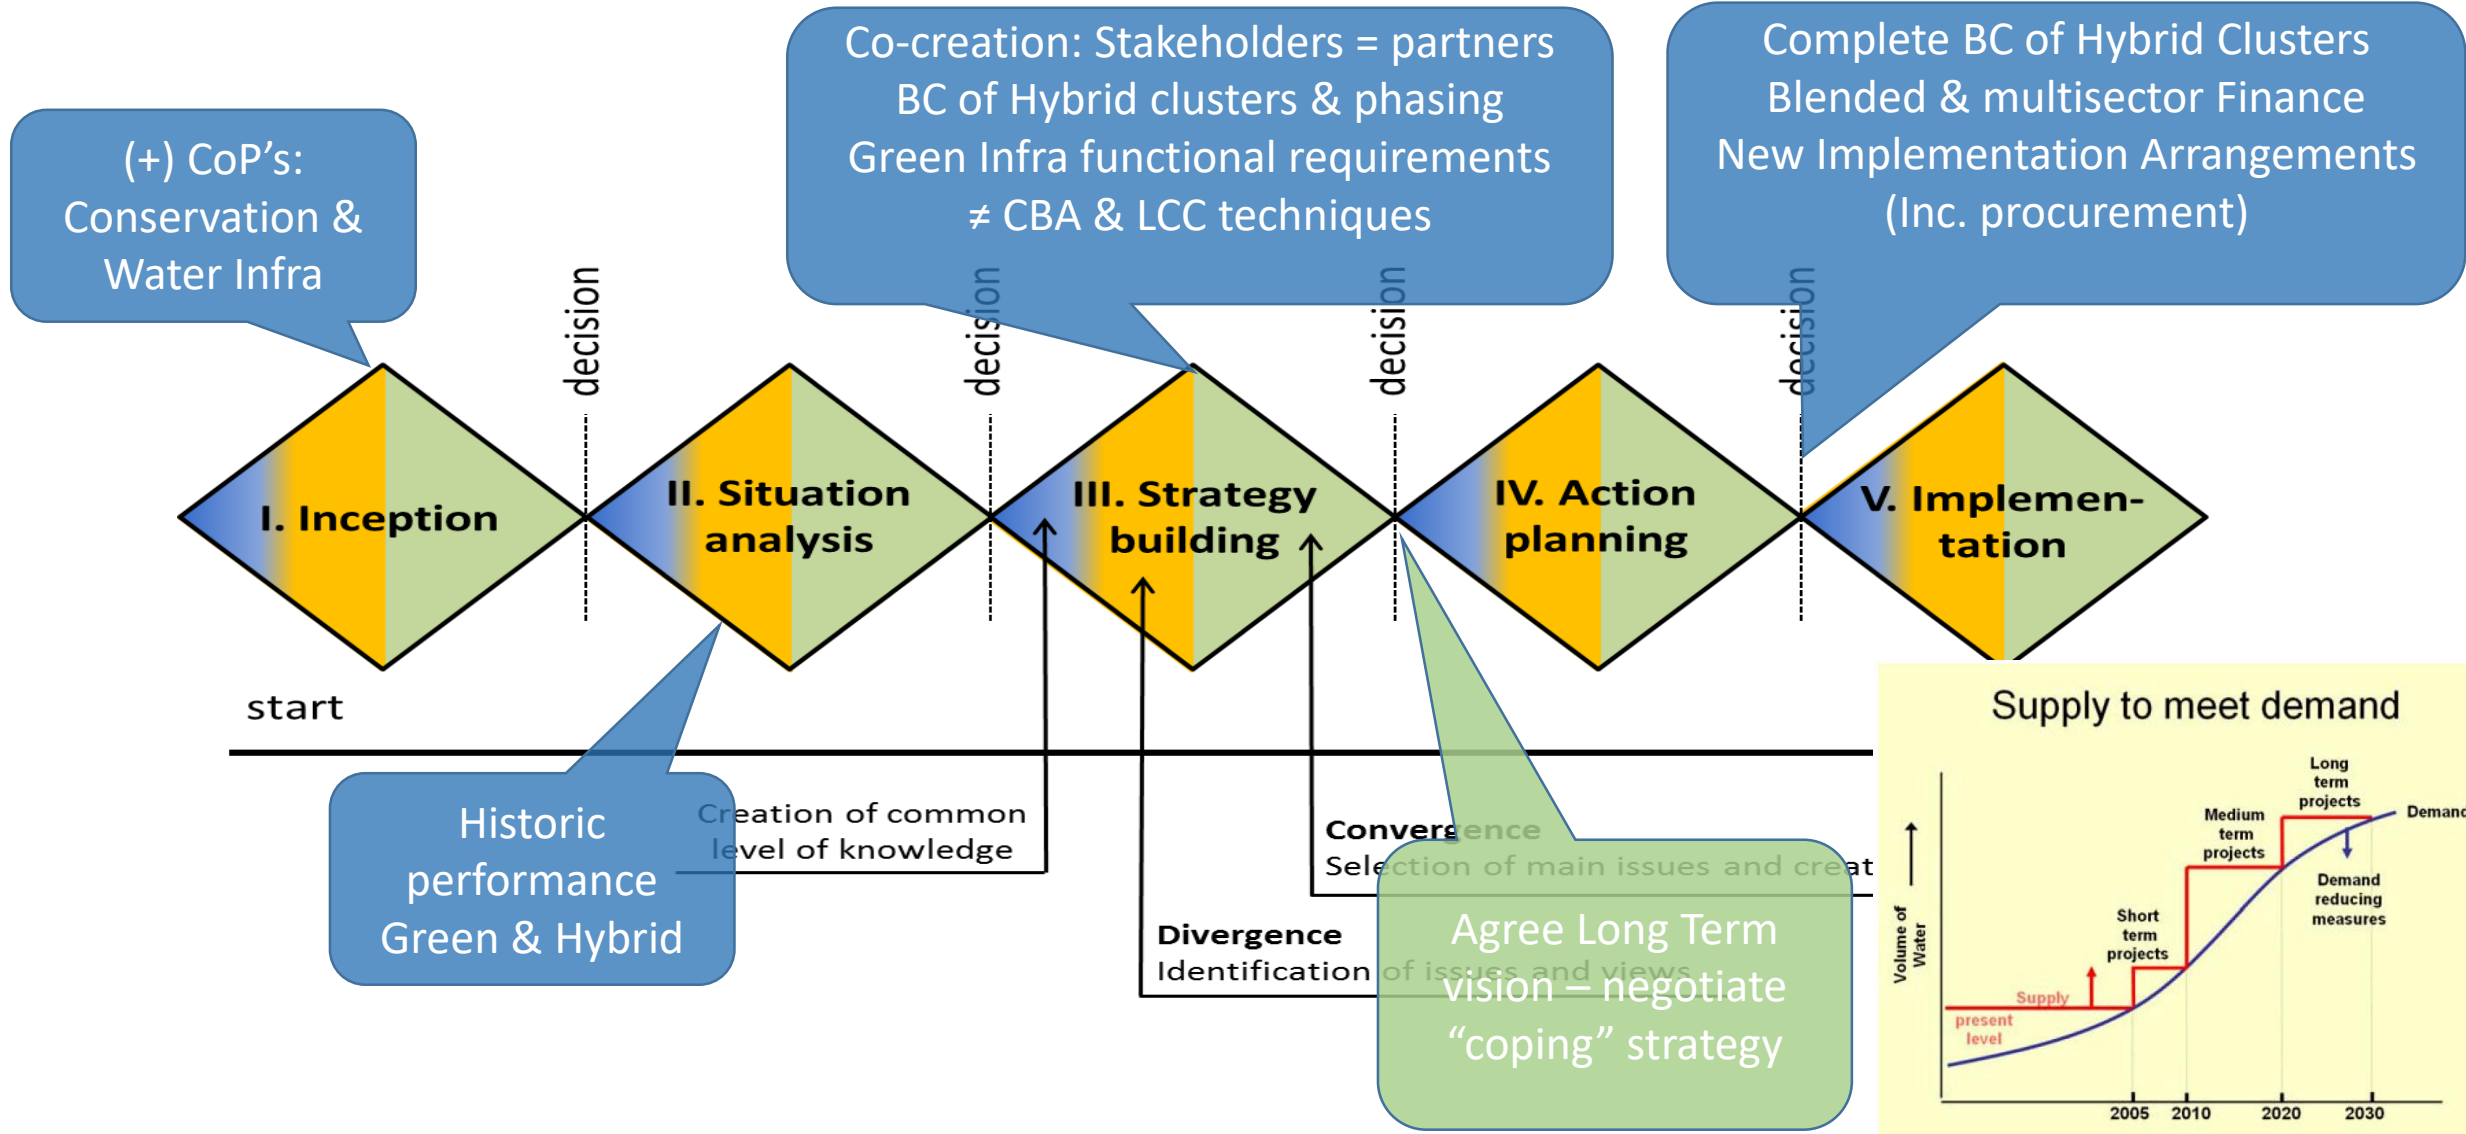 Co-creation: Stakeholders = partners
BC of Hybrid clusters & phasing
Green Infra functional requirements
≠ CBA & LCC techniques
Complete BC of Hybrid Clusters
Blended & multisector Finance
New Implementation Arrangements
(Inc. procurement)
(+) CoP’s:
Conservation &
Water Infra
decision
decision
decision
decision
I. Inception
II. Situation
analysis
III. Strategy
building
IV. Action
planning
V. Implemen-
tation
start
Historic
performance
Green & Hybrid
Creation of common
level of knowledge
Divergence
Identification of issues and views
Convergence
Selection of main issues and creat
Agree Long Term
vision – negotiate
“coping” strategy
Supply to meet demand
Long
term
projects
Medium
term
projects
Demand
Short
term
projects
Demand
reducing
measures
Volume of
Water
Supply
present
level
2005 2010 2020 2030